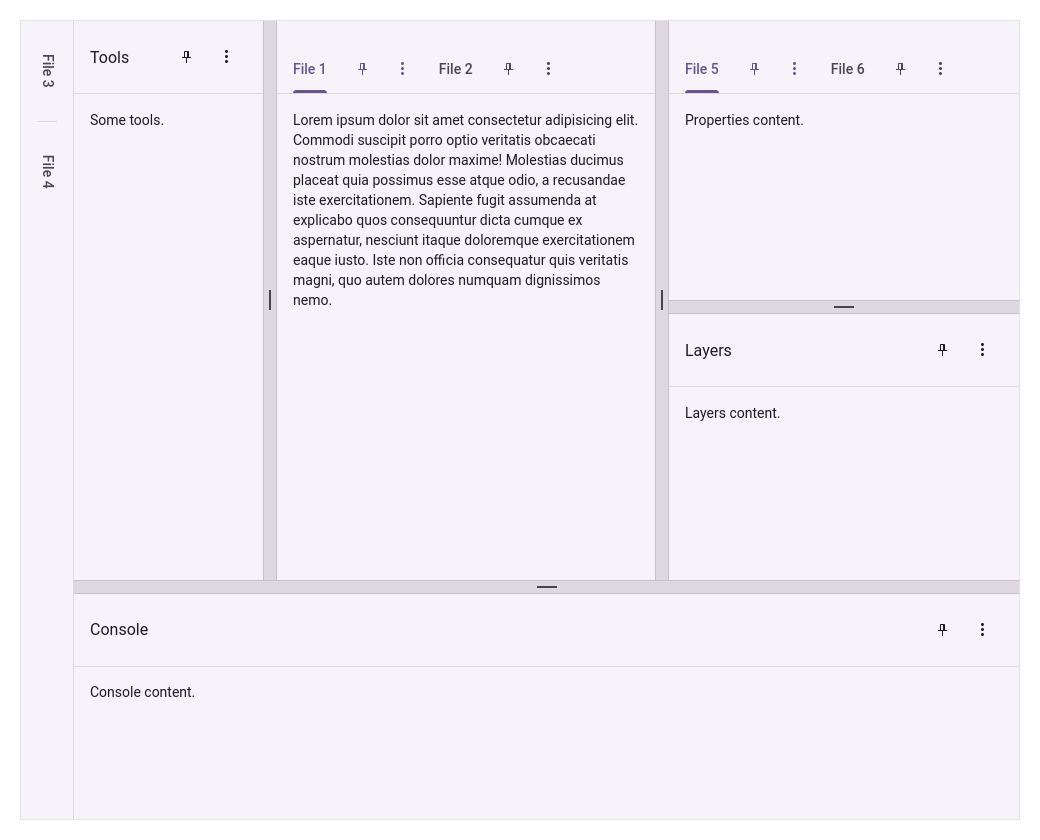 File 3
File 4
Tools
Some tools.
File 1
File 2
Lorem ipsum dolor sit amet consectetur adipisicing elit.
Commodi suscipit porro optio veritatis obcaecati
nostrum molestias dolor maxime! Molestias ducimus
placeat quia possimus esse atque odio, a recusandae
iste exercitationem. Sapiente fugit assumenda at
explicabo quos consequuntur dicta cumque ex
aspernatur, nesciunt itaque doloremque exercitationem
eaque iusto. Iste non officia consequatur quis veritatis
magni, quo autem dolores numquam dignissimos
nemo.
File 5
File 6
Properties content.
Layers
Layers content.
Console
Console content.